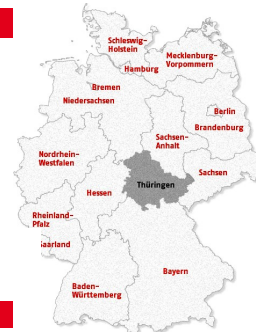 Schleswig-
Holstein
Mecklenburg-
Vorpommern
Hamburg
Bremen
Niedersachsen
Berlin
Brandenburg
Sachsen-
Anhalt
Nordrhein-
Westfalen
Sachsen
Thüringen
Hessen
Rheinland-
Pfalz
aarland
Bayern
Baden-
Württemberg